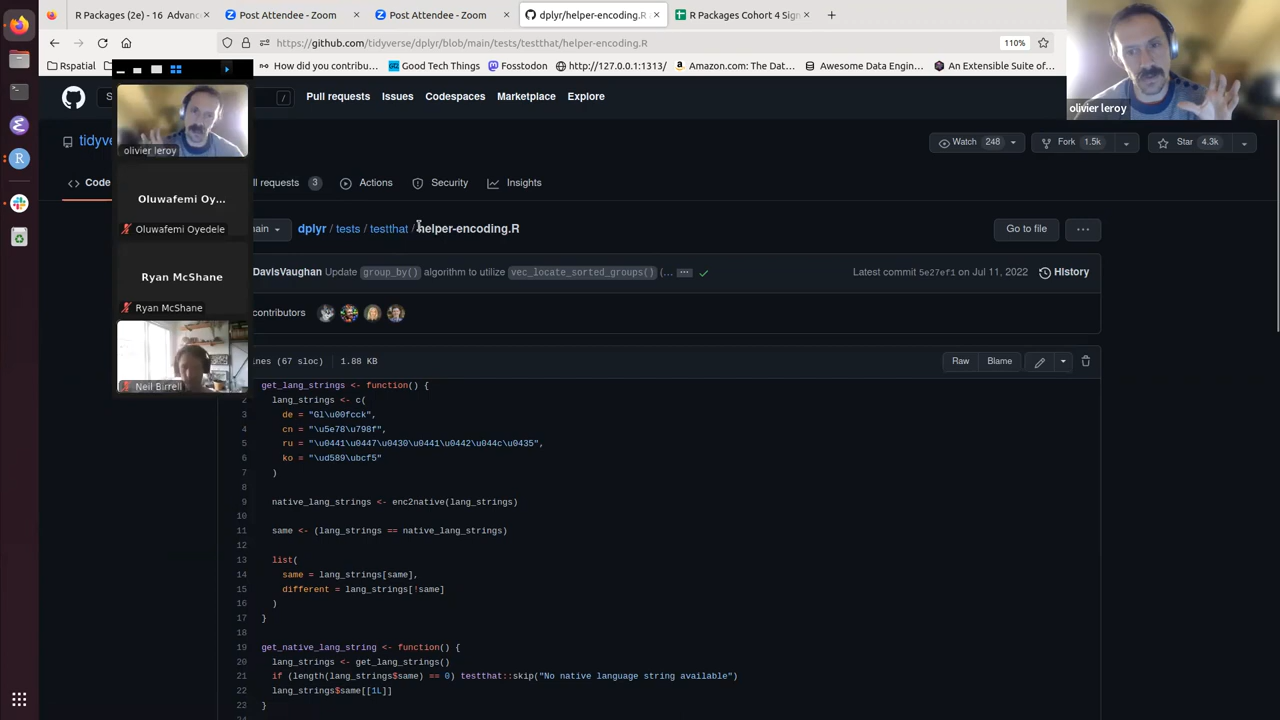 R Packages (2e) - 16 Advanc
Post Attendee - Zoom
Post Attendee - Zoom
dplyr/helper-encoding.R
R Packages Cohort 4 Sign
https://github.com/tidyverse/dplyr/blob/main/tests/testthat/helper-encoding.R
110%
Rspatial
How did you contribu…
Good Tech Things
Fosstodon
http://127.0.0.1:1313/
Amazon.com: The Dat…
Awesome Data Engine…
An Extensible Suite of…
olivier leroy
S
/
Pull requests
Issues
Codespaces
Marketplace
Explore
olivier leroy
tidyve
Watch 248
Fork 1.5k
Star 4.3k
Code
ll requests 3
Actions
Security
Insights
Oluwafemi Oy...
Oluwafemi Oyedele
ain
dplyr / tests / testthat / helper-encoding.R
Go to file
...
Ryan McShane
Ryan McShane
DavisVaughan Update group_by() algorithm to utilize vec_locate_sorted_groups() (… ...
Latest commit 5e27ef1 on Jul 11, 2022
History
contributors
Neil Birrell
ines (67 sloc) 1.88 KB
Raw
Blame
get_lang_strings <- function() {
2 lang_strings <- c(
3 de = "Gl\u00fcck",
4 cn = "\u5e78\u798f",
5 ru = "\u0441\u0447\u0430\u0441\u0442\u044c\u0435",
6 ko = "\ud589\ubcf5"
7 )
8
9 native_lang_strings <- enc2native(lang_strings)
10
11 same <- (lang_strings == native_lang_strings)
12
13 list(
14 same = lang_strings[same],
15 different = lang_strings[!same]
16 )
17 }
18
19 get_native_lang_string <- function() {
20 lang_strings <- get_lang_strings()
21 if (length(lang_strings$same) == 0) testthat::skip("No native language string available")
22 lang_strings$same[[1L]]
23 }